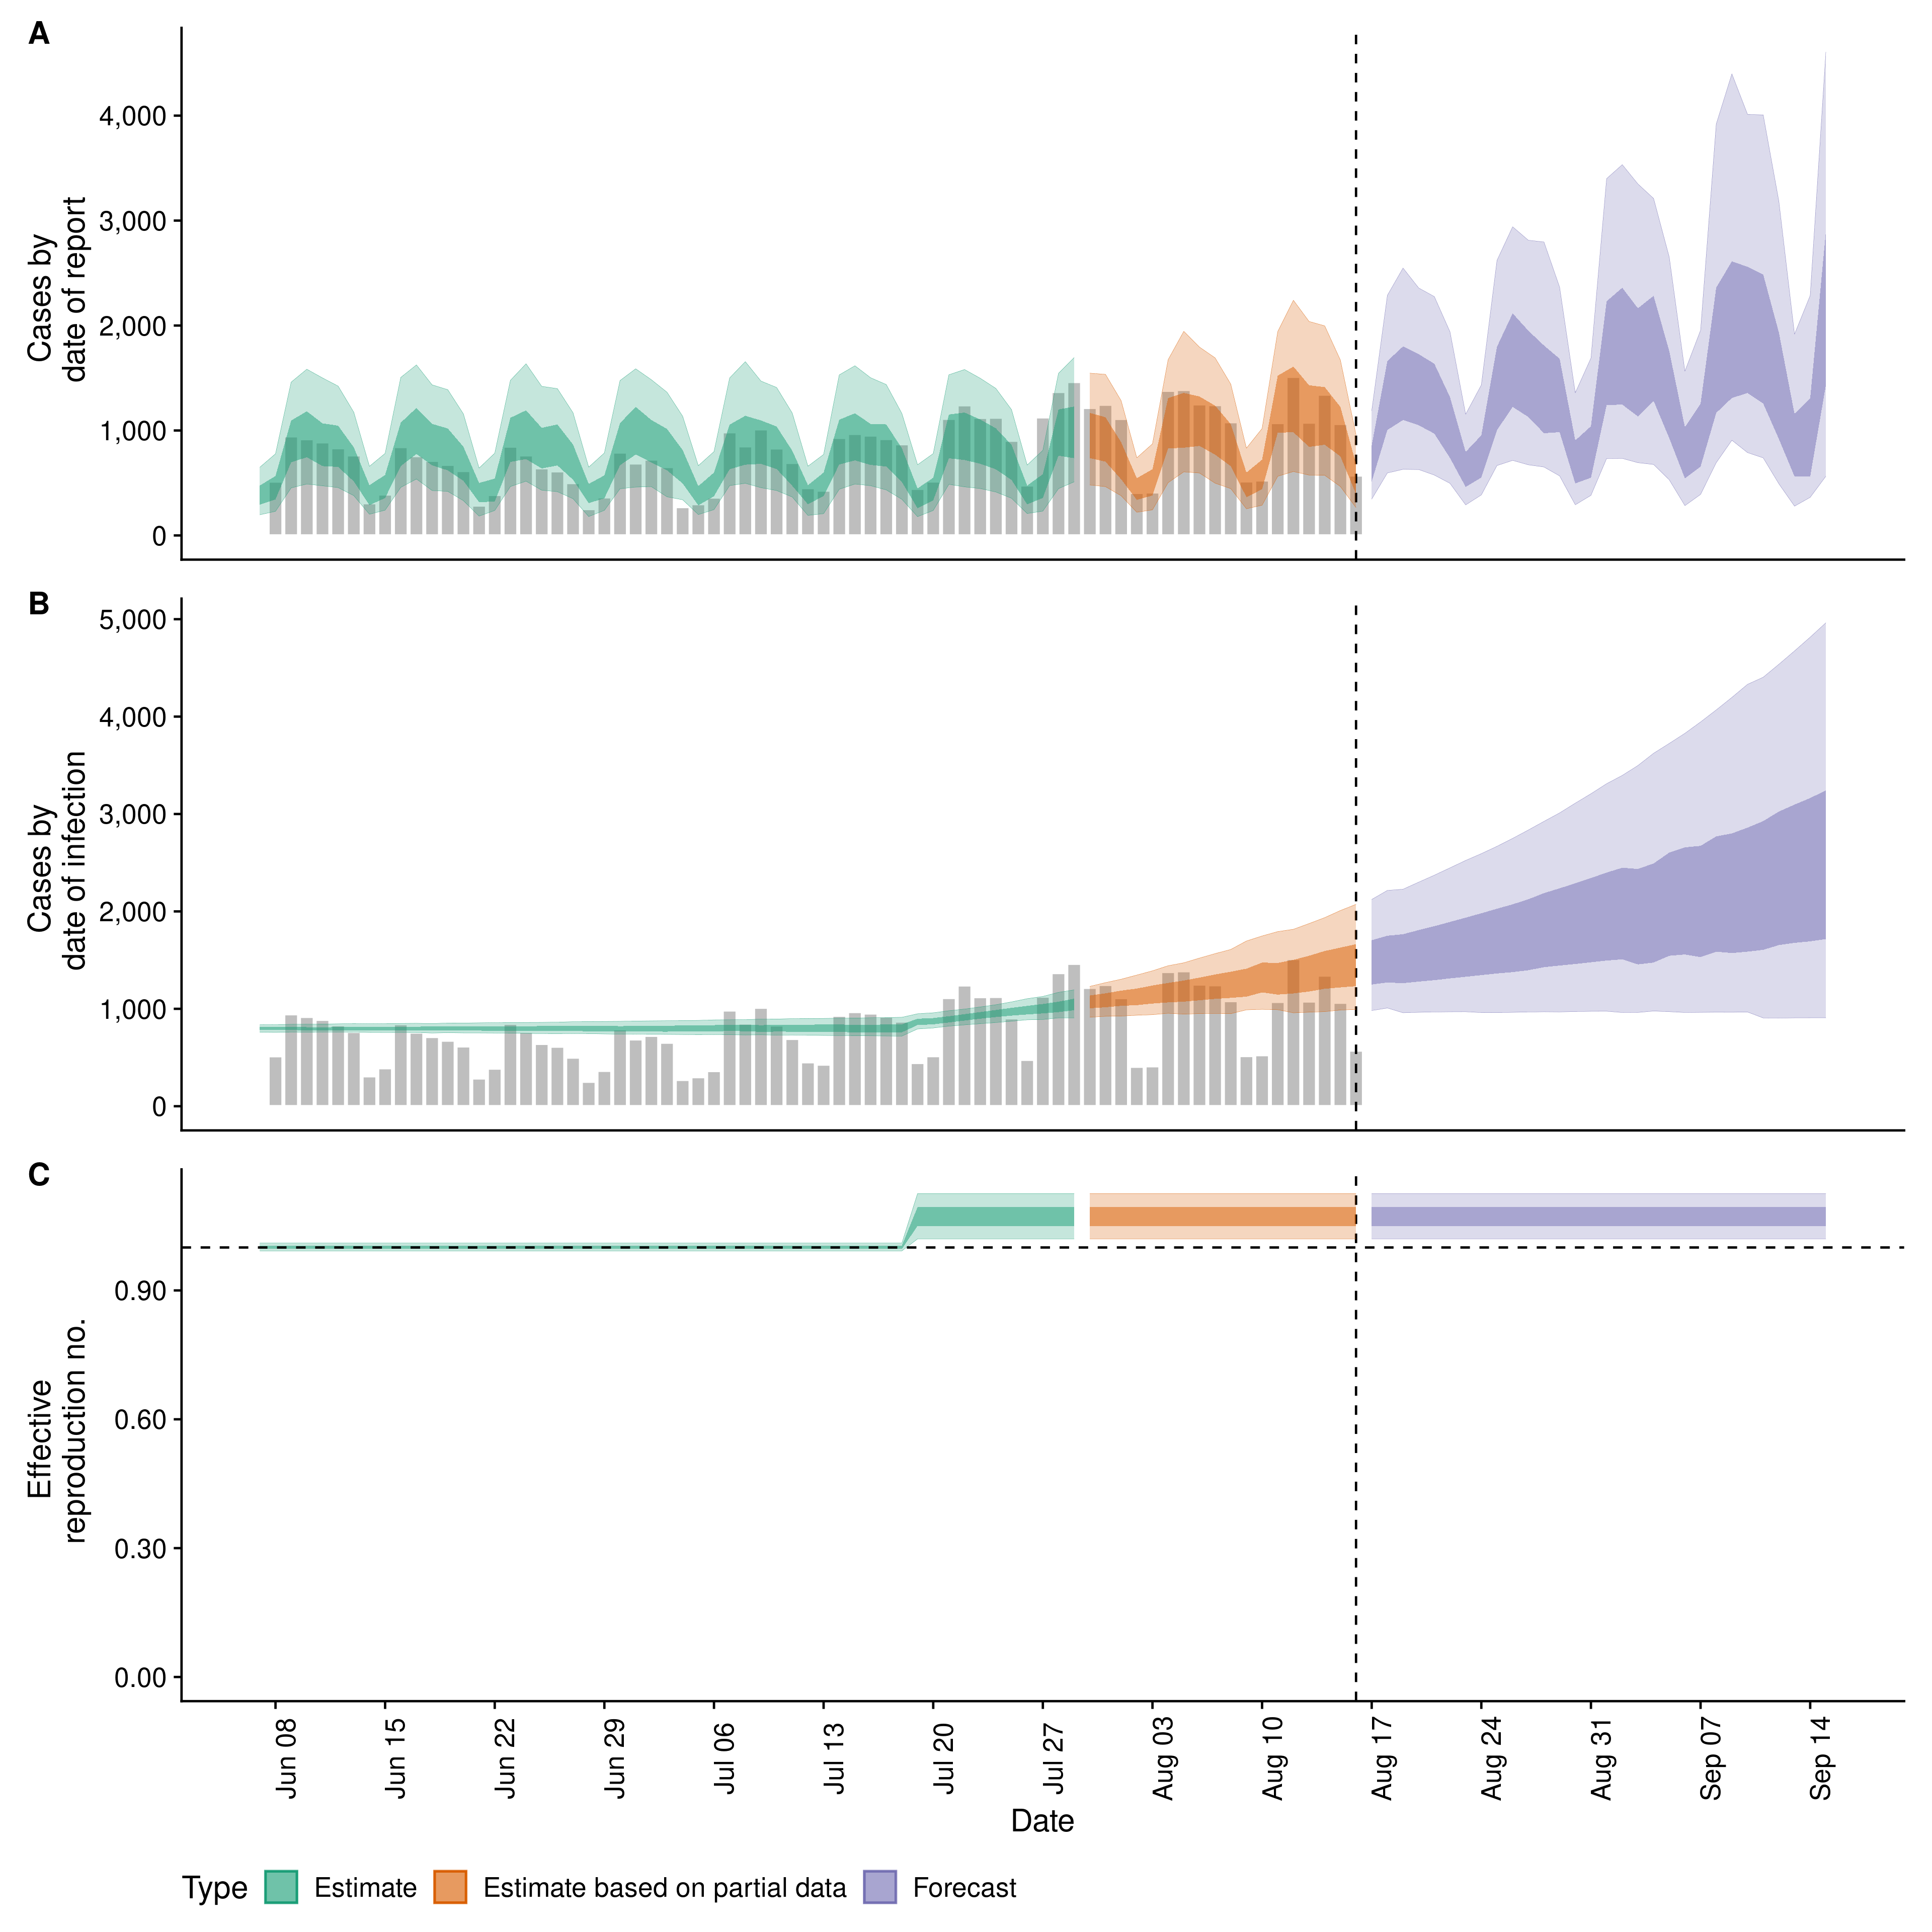 A
Cases by
date of report
4,000
3,000
2,000
1,000
0
B
Cases by
date of infection
5,000
4,000
3,000
2,000
1,000
0
C
Effective
reproduction no.
0.90
0.60
0.30
0.00
Jun 08
Jun 15
Jun 22
Jun 29
Jul 06
Jul 13
Jul 20
Jul 27
Aug 03
Aug 10
Aug 17
Aug 24
Aug 31
Sep 07
Sep 14
Date
Type Estimate Estimate based on partial data Forecast